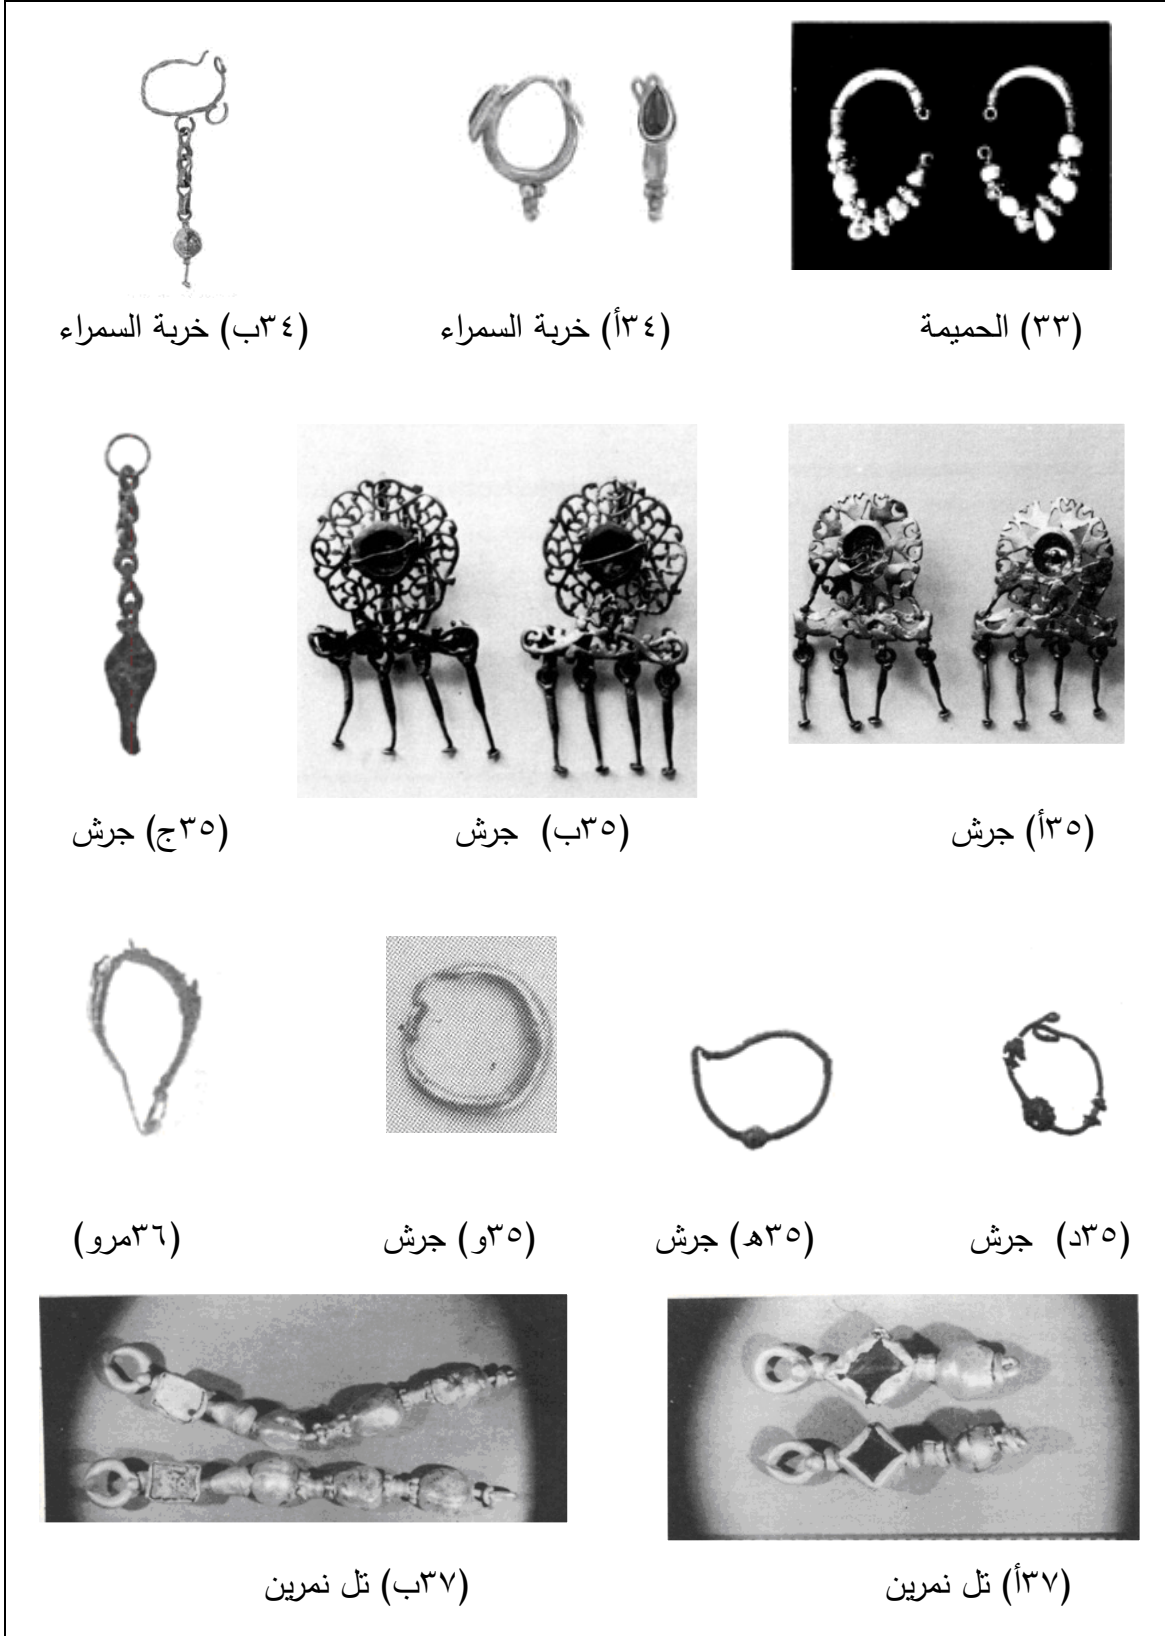 (٣٣) الحميمة (٣٤أ) خربة السمراء (٣٤ب) خربة السمراء
(٣٥أ) جرش (٣٥ب) جرش (٣٥ج) جرش
(٣٥د) جرش (٣٥ه) جرش (٣٥و) جرش (٣٦مرو)
(٣٧أ) تل نمرين (٣٧ب) تل نمرين